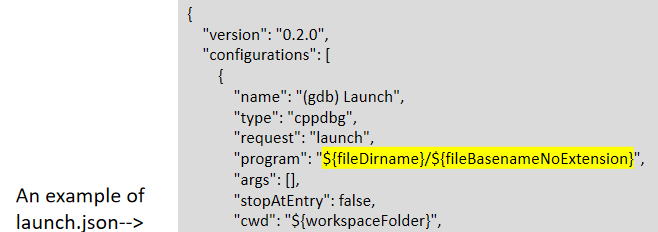 {
"version": "0.2.0",
"configurations": [
{
"name": "(gdb) Launch",
"type": "cppdbg",
"request": "launch",
"program": "${fileDirname}/${fileBasenameNoExtension}",
"args": [],
"stopAtEntry": false,
"cwd": "${workspaceFolder}",
An example of
launch.json-->